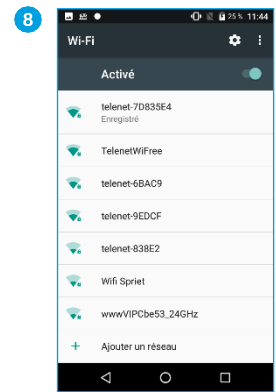 8
25 % 11:44
Wi-Fi
Activé
telenet-7D835E4
Enregistré
TelenetWiFree
telenet-6BAC9
telenet-9EDCF
telenet-838E2
Wifi Spriet
wwwVIPCbe53_24GHz
+ Ajouter un réseau